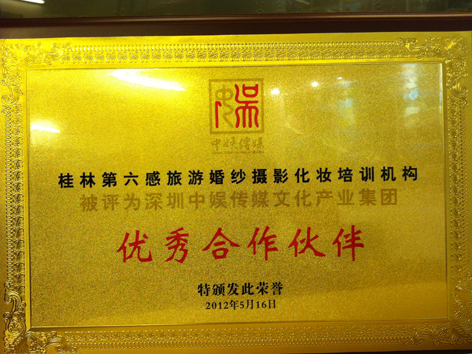 中娱传媒
桂林第六感旅游婚纱摄影化妆培训机构
被评为深圳中娱传媒文化产业集团
优秀合作伙伴
特颁发此荣誉
2012年5月16日